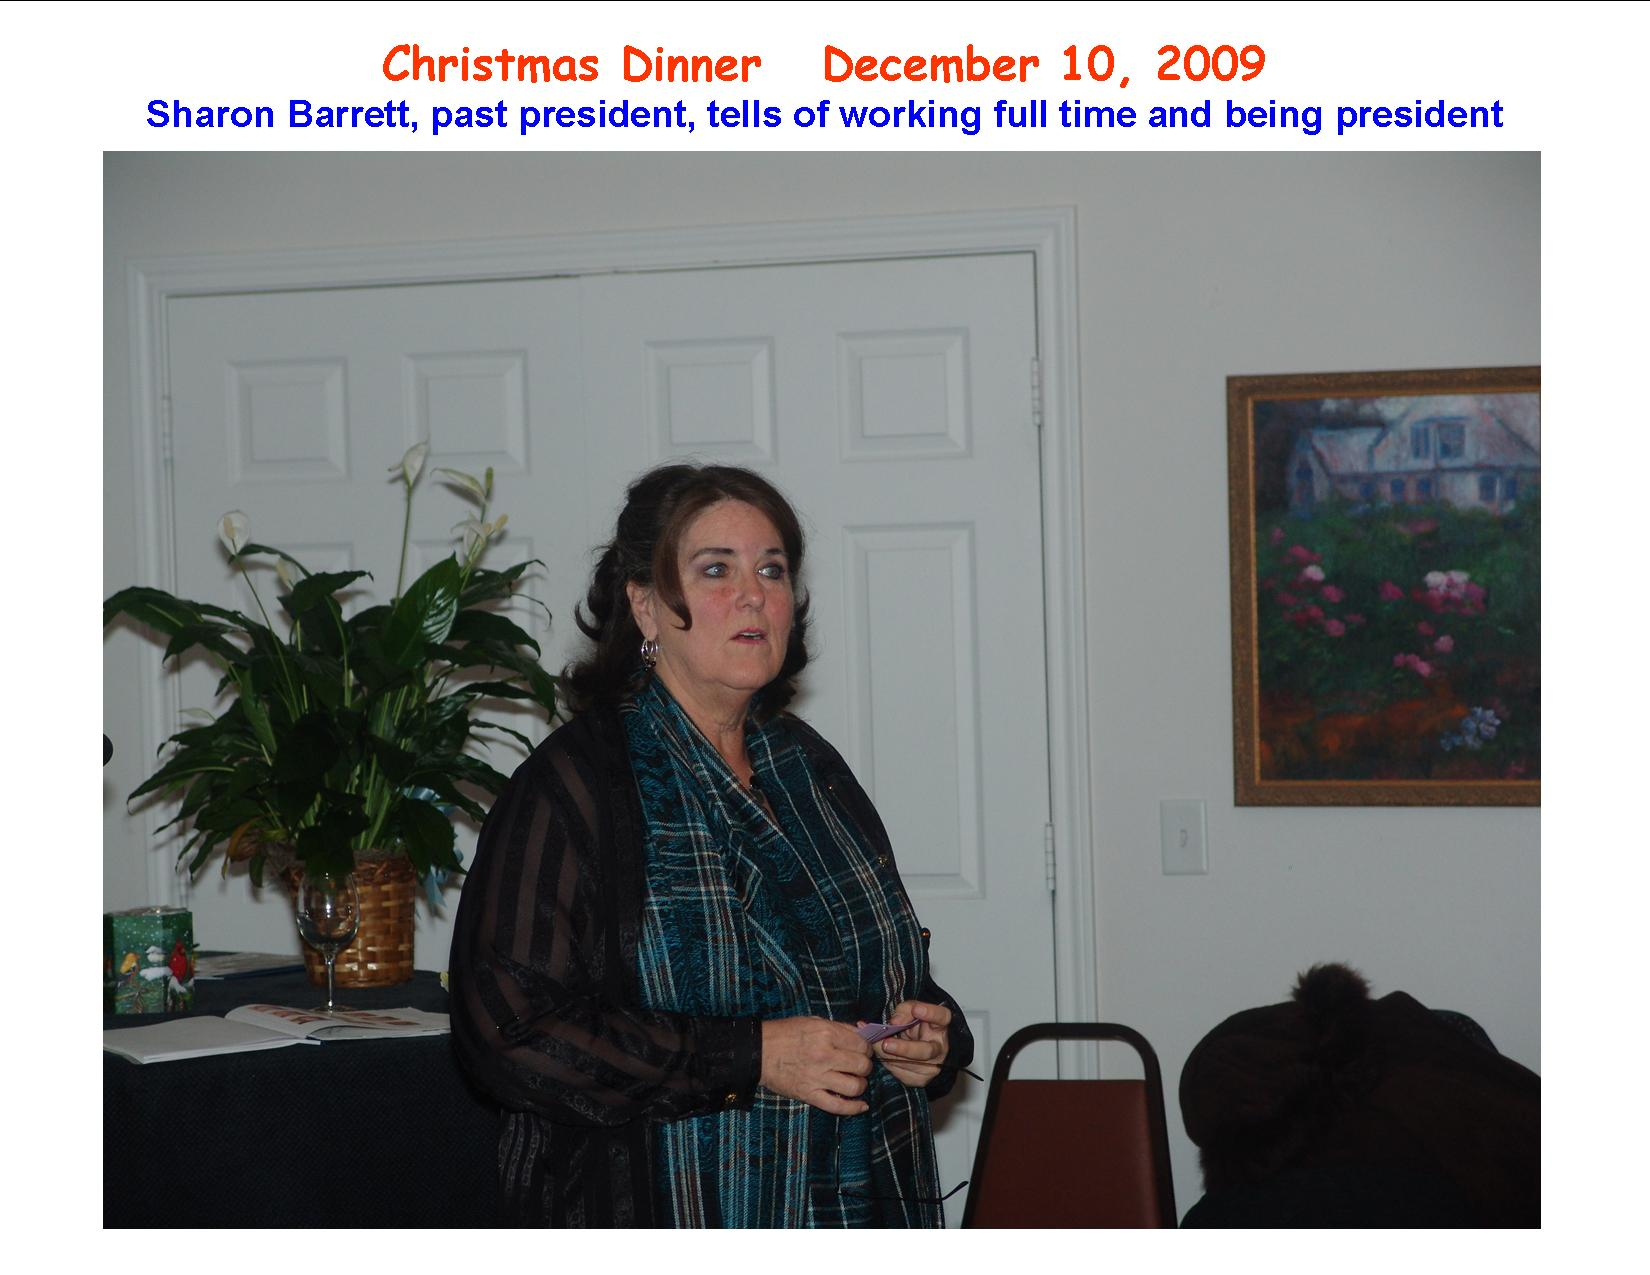 Christmas Dinner December 10, 2009
Sharon Barrett, past president, tells of working full time and being president